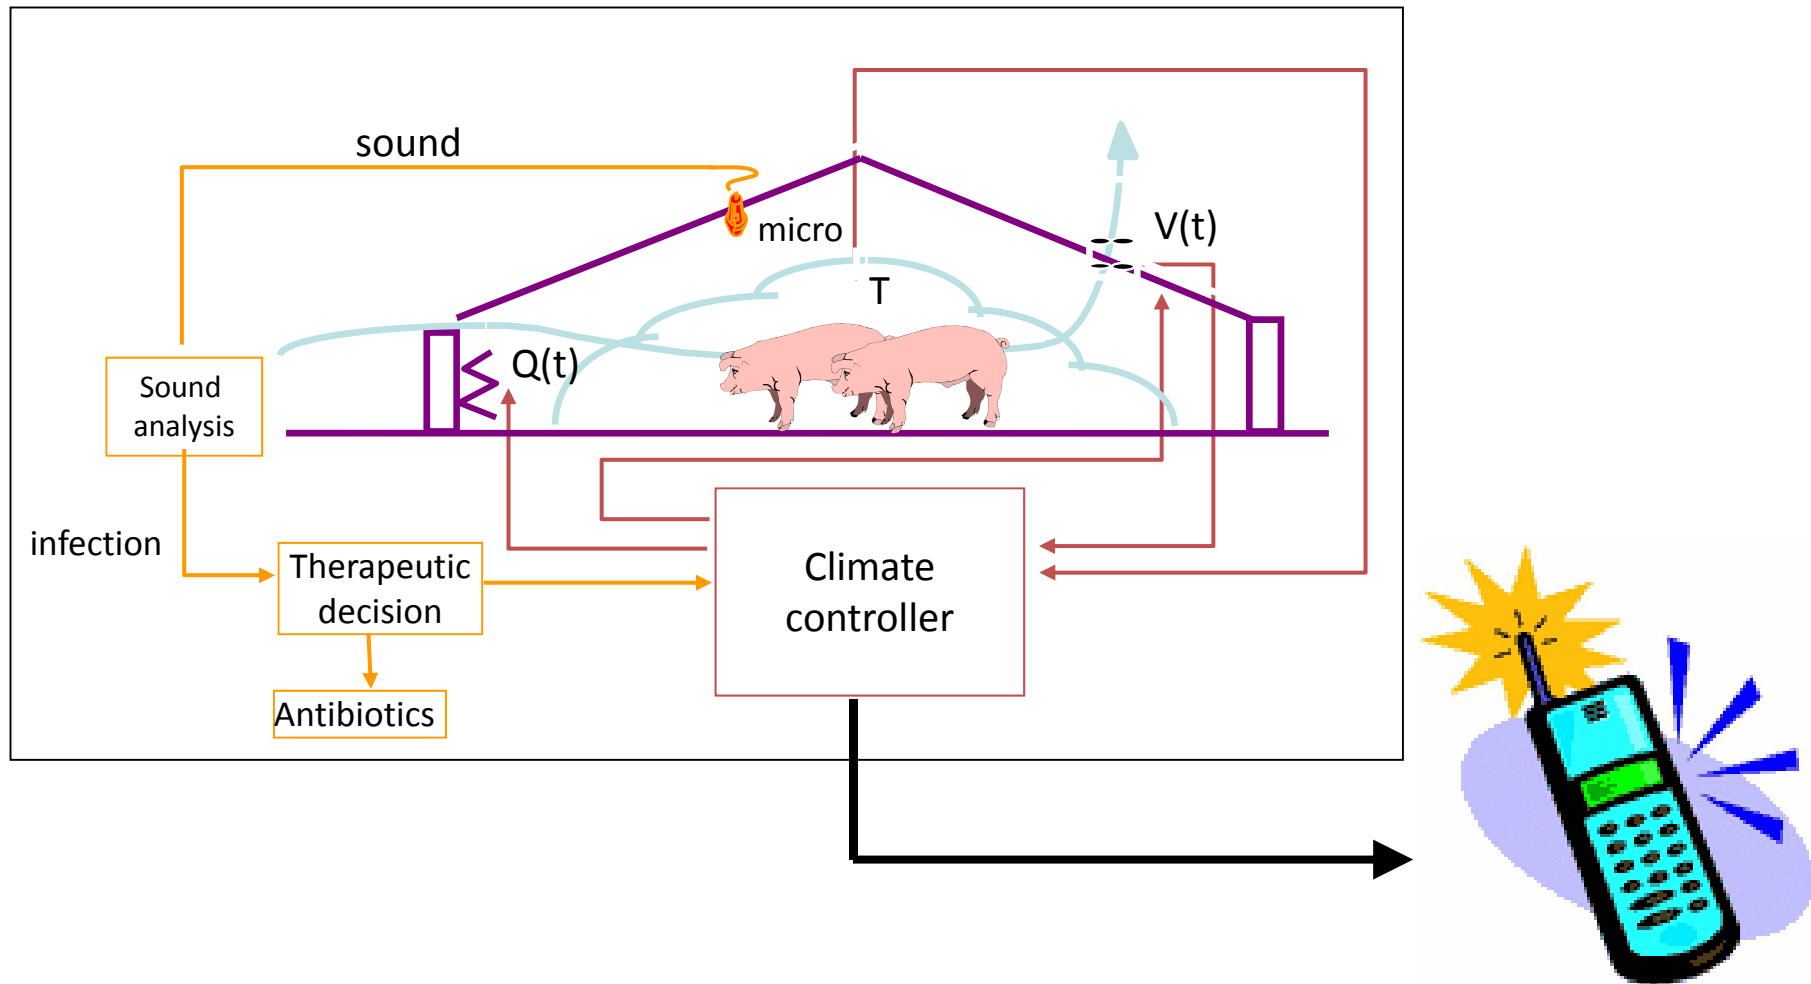 sound
micro
V(t)
T
Q(t)
Sound
analysis
infection
Therapeutic
decision
Climate
controller
Antibiotics